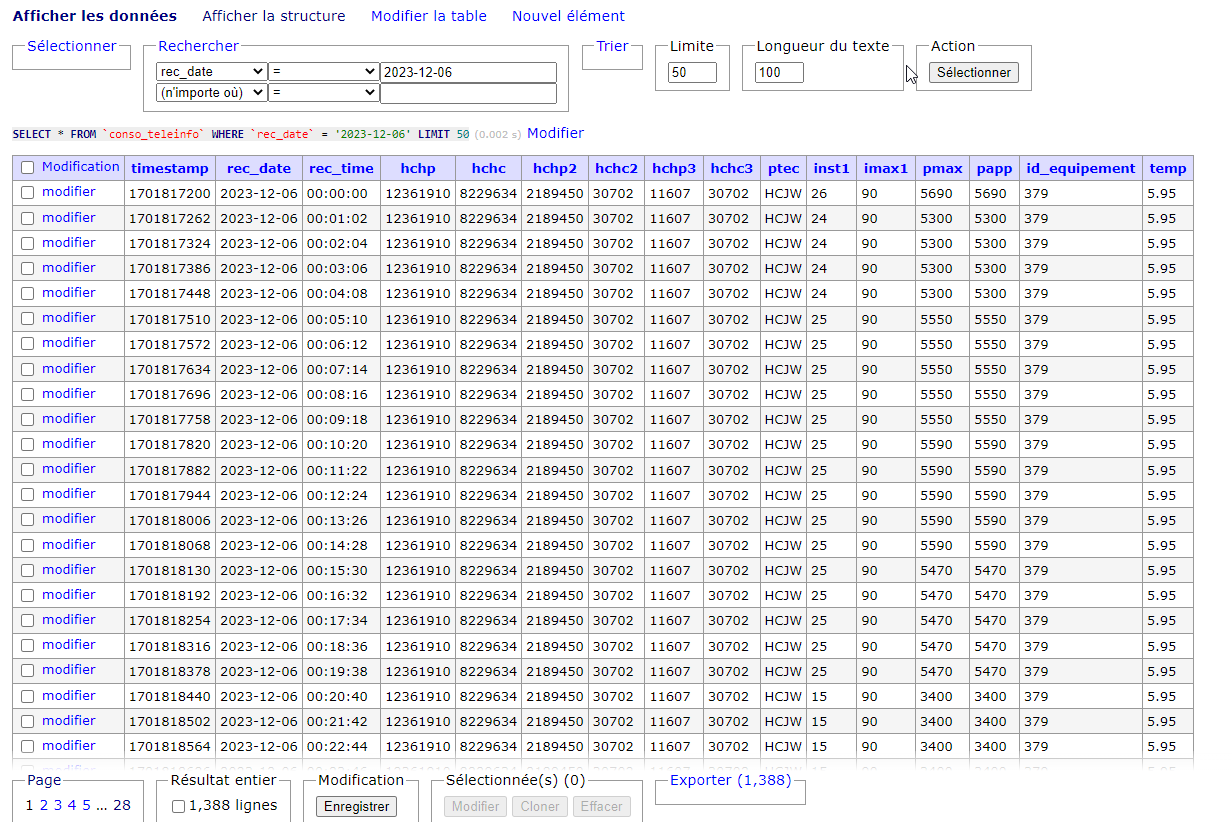 Afficher les données Afficher la structure Modifier la table Nouvel élément
Sélectionner Rechercher Trier Limite Longueur du texte Action
rec_date = 2023-12-06 50 100 Sélectionner
(n'importe où) =
SELECT * FROM `conso_teleinfo` WHERE `rec_date` = '2023-12-06' LIMIT 50 (0.002 s) Modifier
Modification timestamp rec_date rec_time hchp hchc hchp2 hchc2 hchp3 hchc3 ptec inst1 imax1 pmax papp id_equipement temp
modifier 1701817200 2023-12-06 00:00:00 12361910 8229634 2189450 30702 11607 30702 HCJW 26 90 5690 5690 379 5.95
modifier 1701817262 2023-12-06 00:01:02 12361910 8229634 2189450 30702 11607 30702 HCJW 24 90 5300 5300 379 5.95
modifier 1701817324 2023-12-06 00:02:04 12361910 8229634 2189450 30702 11607 30702 HCJW 24 90 5300 5300 379 5.95
modifier 1701817386 2023-12-06 00:03:06 12361910 8229634 2189450 30702 11607 30702 HCJW 24 90 5300 5300 379 5.95
modifier 1701817448 2023-12-06 00:04:08 12361910 8229634 2189450 30702 11607 30702 HCJW 24 90 5300 5300 379 5.95
modifier 1701817510 2023-12-06 00:05:10 12361910 8229634 2189450 30702 11607 30702 HCJW 25 90 5550 5550 379 5.95
modifier 1701817572 2023-12-06 00:06:12 12361910 8229634 2189450 30702 11607 30702 HCJW 25 90 5550 5550 379 5.95
modifier 1701817634 2023-12-06 00:07:14 12361910 8229634 2189450 30702 11607 30702 HCJW 25 90 5550 5550 379 5.95
modifier 1701817696 2023-12-06 00:08:16 12361910 8229634 2189450 30702 11607 30702 HCJW 25 90 5550 5550 379 5.95
modifier 1701817758 2023-12-06 00:09:18 12361910 8229634 2189450 30702 11607 30702 HCJW 25 90 5550 5550 379 5.95
modifier 1701817820 2023-12-06 00:10:20 12361910 8229634 2189450 30702 11607 30702 HCJW 25 90 5590 5590 379 5.95
modifier 1701817882 2023-12-06 00:11:22 12361910 8229634 2189450 30702 11607 30702 HCJW 25 90 5590 5590 379 5.95
modifier 1701817944 2023-12-06 00:12:24 12361910 8229634 2189450 30702 11607 30702 HCJW 25 90 5590 5590 379 5.95
modifier 1701818006 2023-12-06 00:13:26 12361910 8229634 2189450 30702 11607 30702 HCJW 25 90 5590 5590 379 5.95
modifier 1701818068 2023-12-06 00:14:28 12361910 8229634 2189450 30702 11607 30702 HCJW 25 90 5590 5590 379 5.95
modifier 1701818130 2023-12-06 00:15:30 12361910 8229634 2189450 30702 11607 30702 HCJW 25 90 5470 5470 379 5.95
modifier 1701818192 2023-12-06 00:16:32 12361910 8229634 2189450 30702 11607 30702 HCJW 25 90 5470 5470 379 5.95
modifier 1701818254 2023-12-06 00:17:34 12361910 8229634 2189450 30702 11607 30702 HCJW 25 90 5470 5470 379 5.95
modifier 1701818316 2023-12-06 00:18:36 12361910 8229634 2189450 30702 11607 30702 HCJW 25 90 5470 5470 379 5.95
modifier 1701818378 2023-12-06 00:19:38 12361910 8229634 2189450 30702 11607 30702 HCJW 25 90 5470 5470 379 5.95
modifier 1701818440 2023-12-06 00:20:40 12361910 8229634 2189450 30702 11607 30702 HCJW 15 90 3400 3400 379 5.95
modifier 1701818502 2023-12-06 00:21:42 12361910 8229634 2189450 30702 11607 30702 HCJW 15 90 3400 3400 379 5.95
modifier 1701818564 2023-12-06 00:22:44 12361910 8229634 2189450 30702 11607 30702 HCJW 15 90 3400 3400 379 5.95
Page Résultat entier Modification Sélectionnée(s) (0) Exporter (1,388)
1 2 3 4 5 ... 28 1,388 lignes Enregistrer Modifier Cloner Effacer